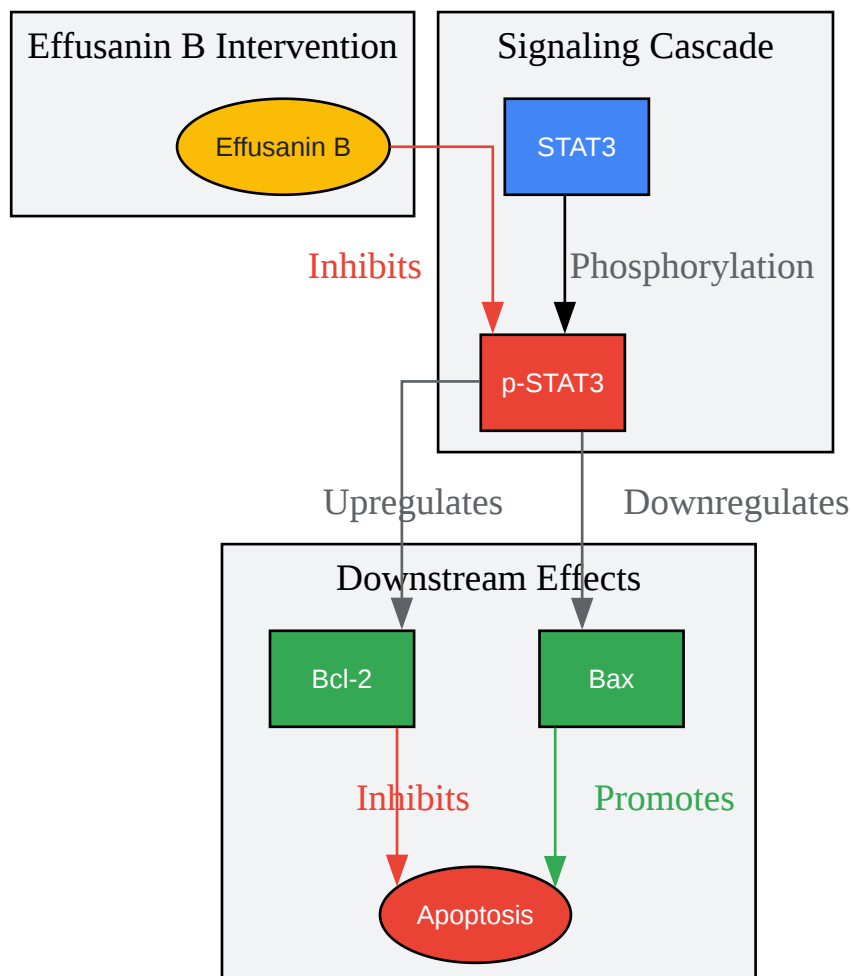 Effusanin B Intervention
Signaling Cascade
Effusanin B
STAT3
Inhibits
Phosphorylation
p-STAT3
Upregulates
Downregulates
Downstream Effects
Bcl-2
Bax
Inhibits
Promotes
Apoptosis